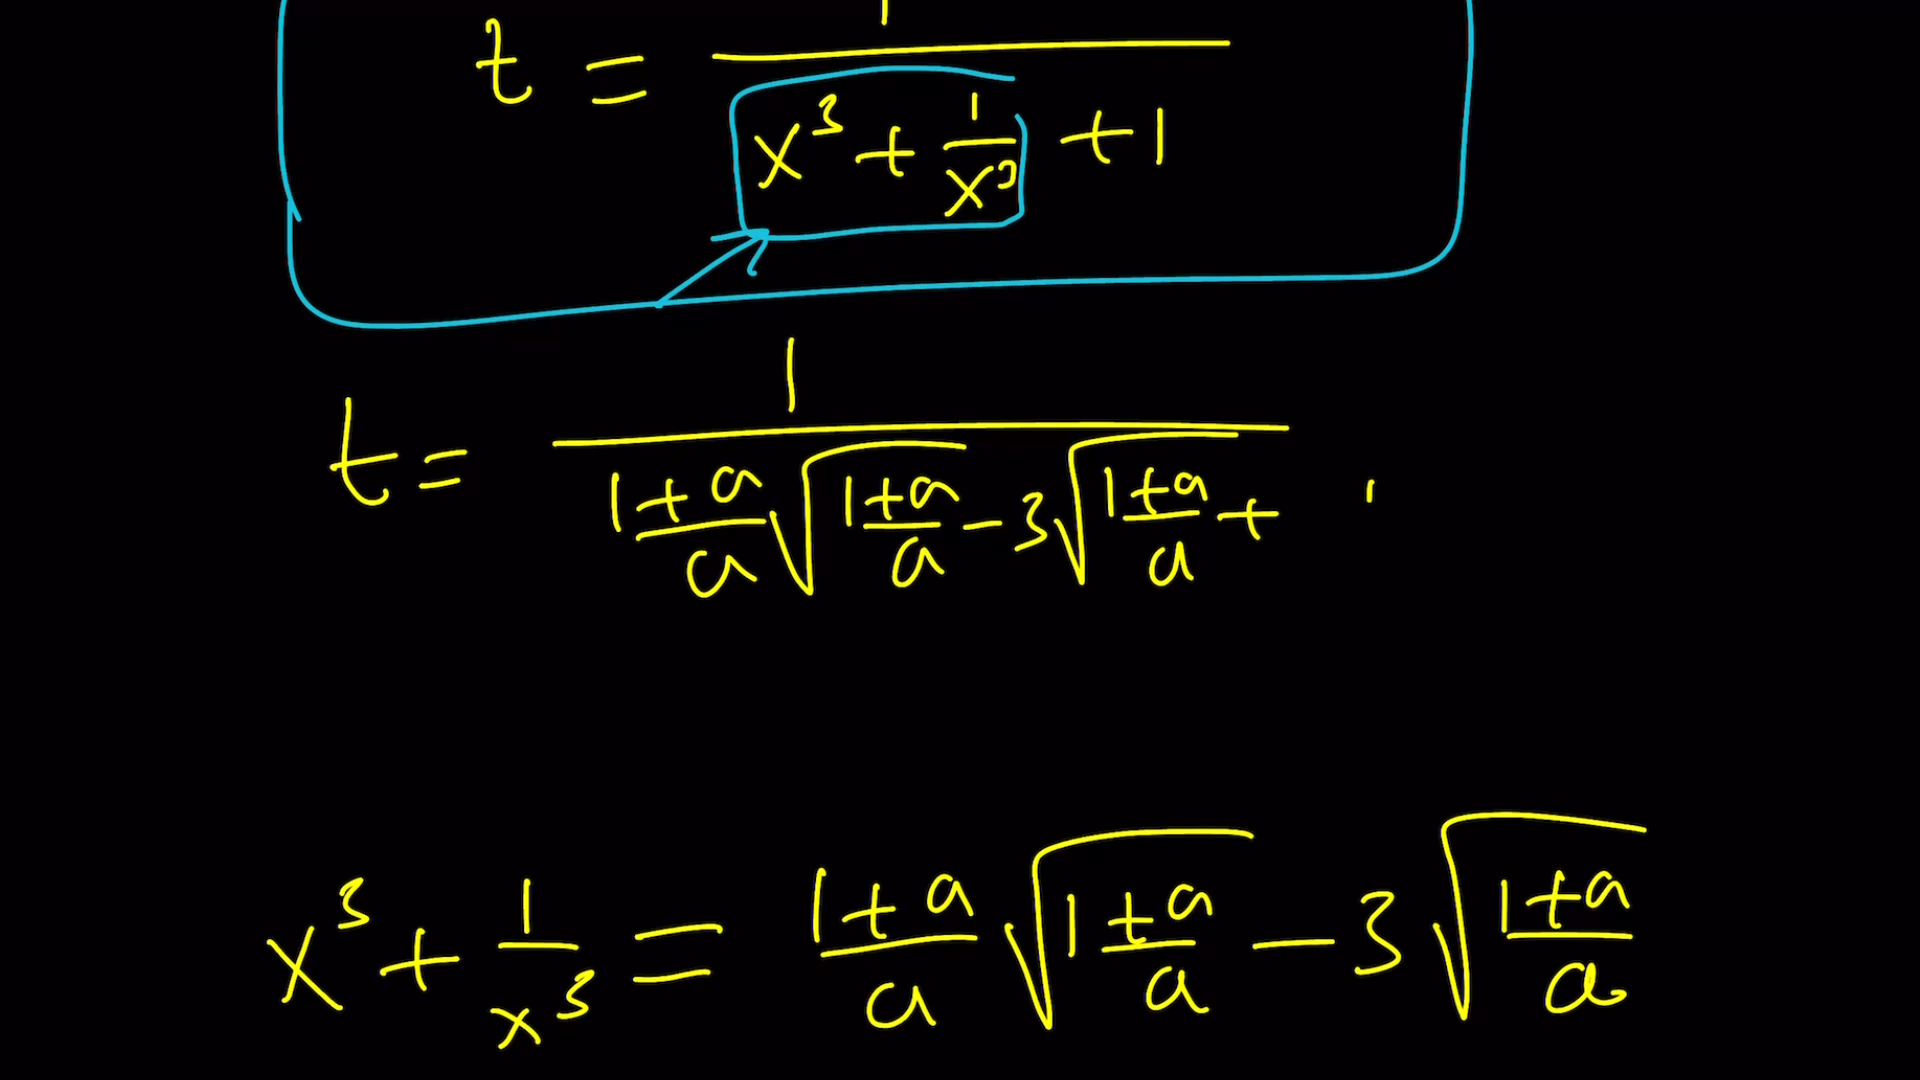 t = 1/(x³ + 1/x³ + 1)
t = 1/((1+a)/a √((1+a)/a) - 3√((1+a)/a) +
x³ + 1/x³ = (1+a)/a √((1+a)/a) - 3√((1+a)/a)